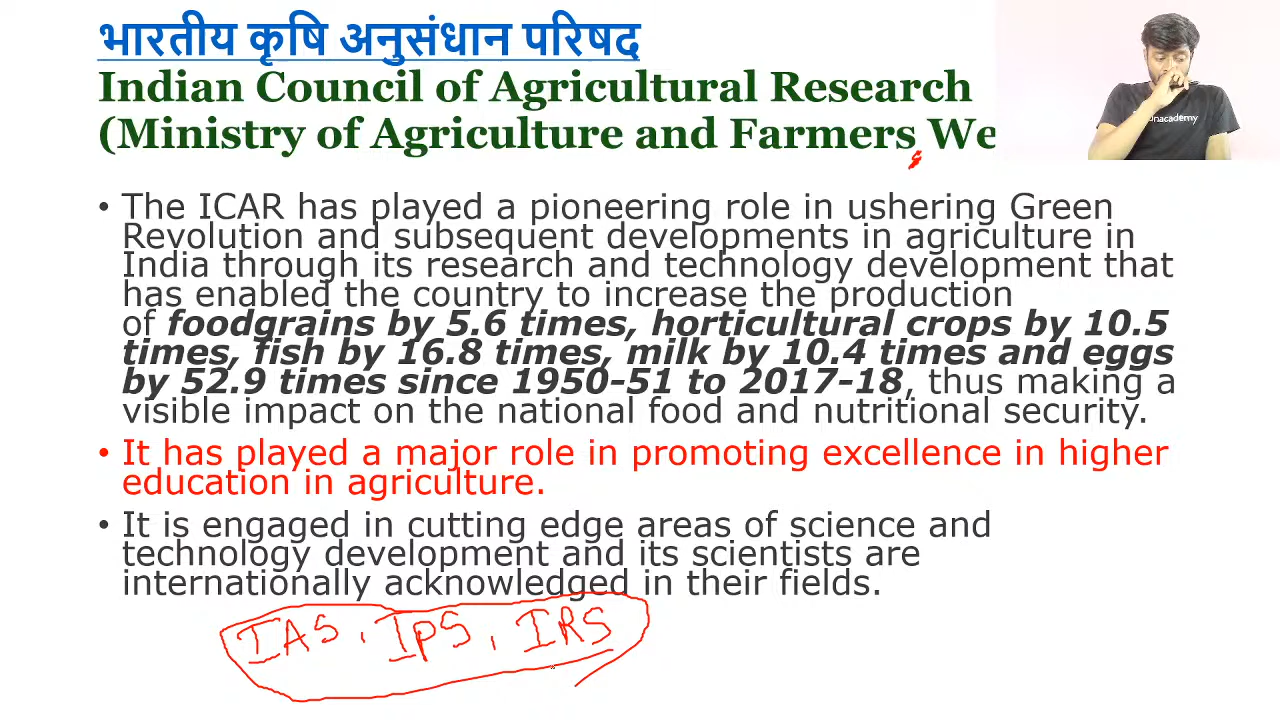 भारतीय कृषि अनुसंधान परिषद
Indian Council of Agricultural Research
(Ministry of Agriculture and Farmers We
unacademy
• The ICAR has played a pioneering role in ushering Green
Revolution and subsequent developments in agriculture in
India through its research and technology development that
has enabled the country to increase the production
of foodgrains by 5.6 times, horticultural crops by 10.5
times, fish by 16.8 times, milk by 10.4 times and eggs
by 52.9 times since 1950-51 to 2017-18, thus making a
visible impact on the national food and nutritional security.
• It has played a major role in promoting excellence in higher
education in agriculture.
• It is engaged in cutting edge areas of science and
technology development and its scientists are
internationally acknowledged in their fields.
IAS, IPS, IRS